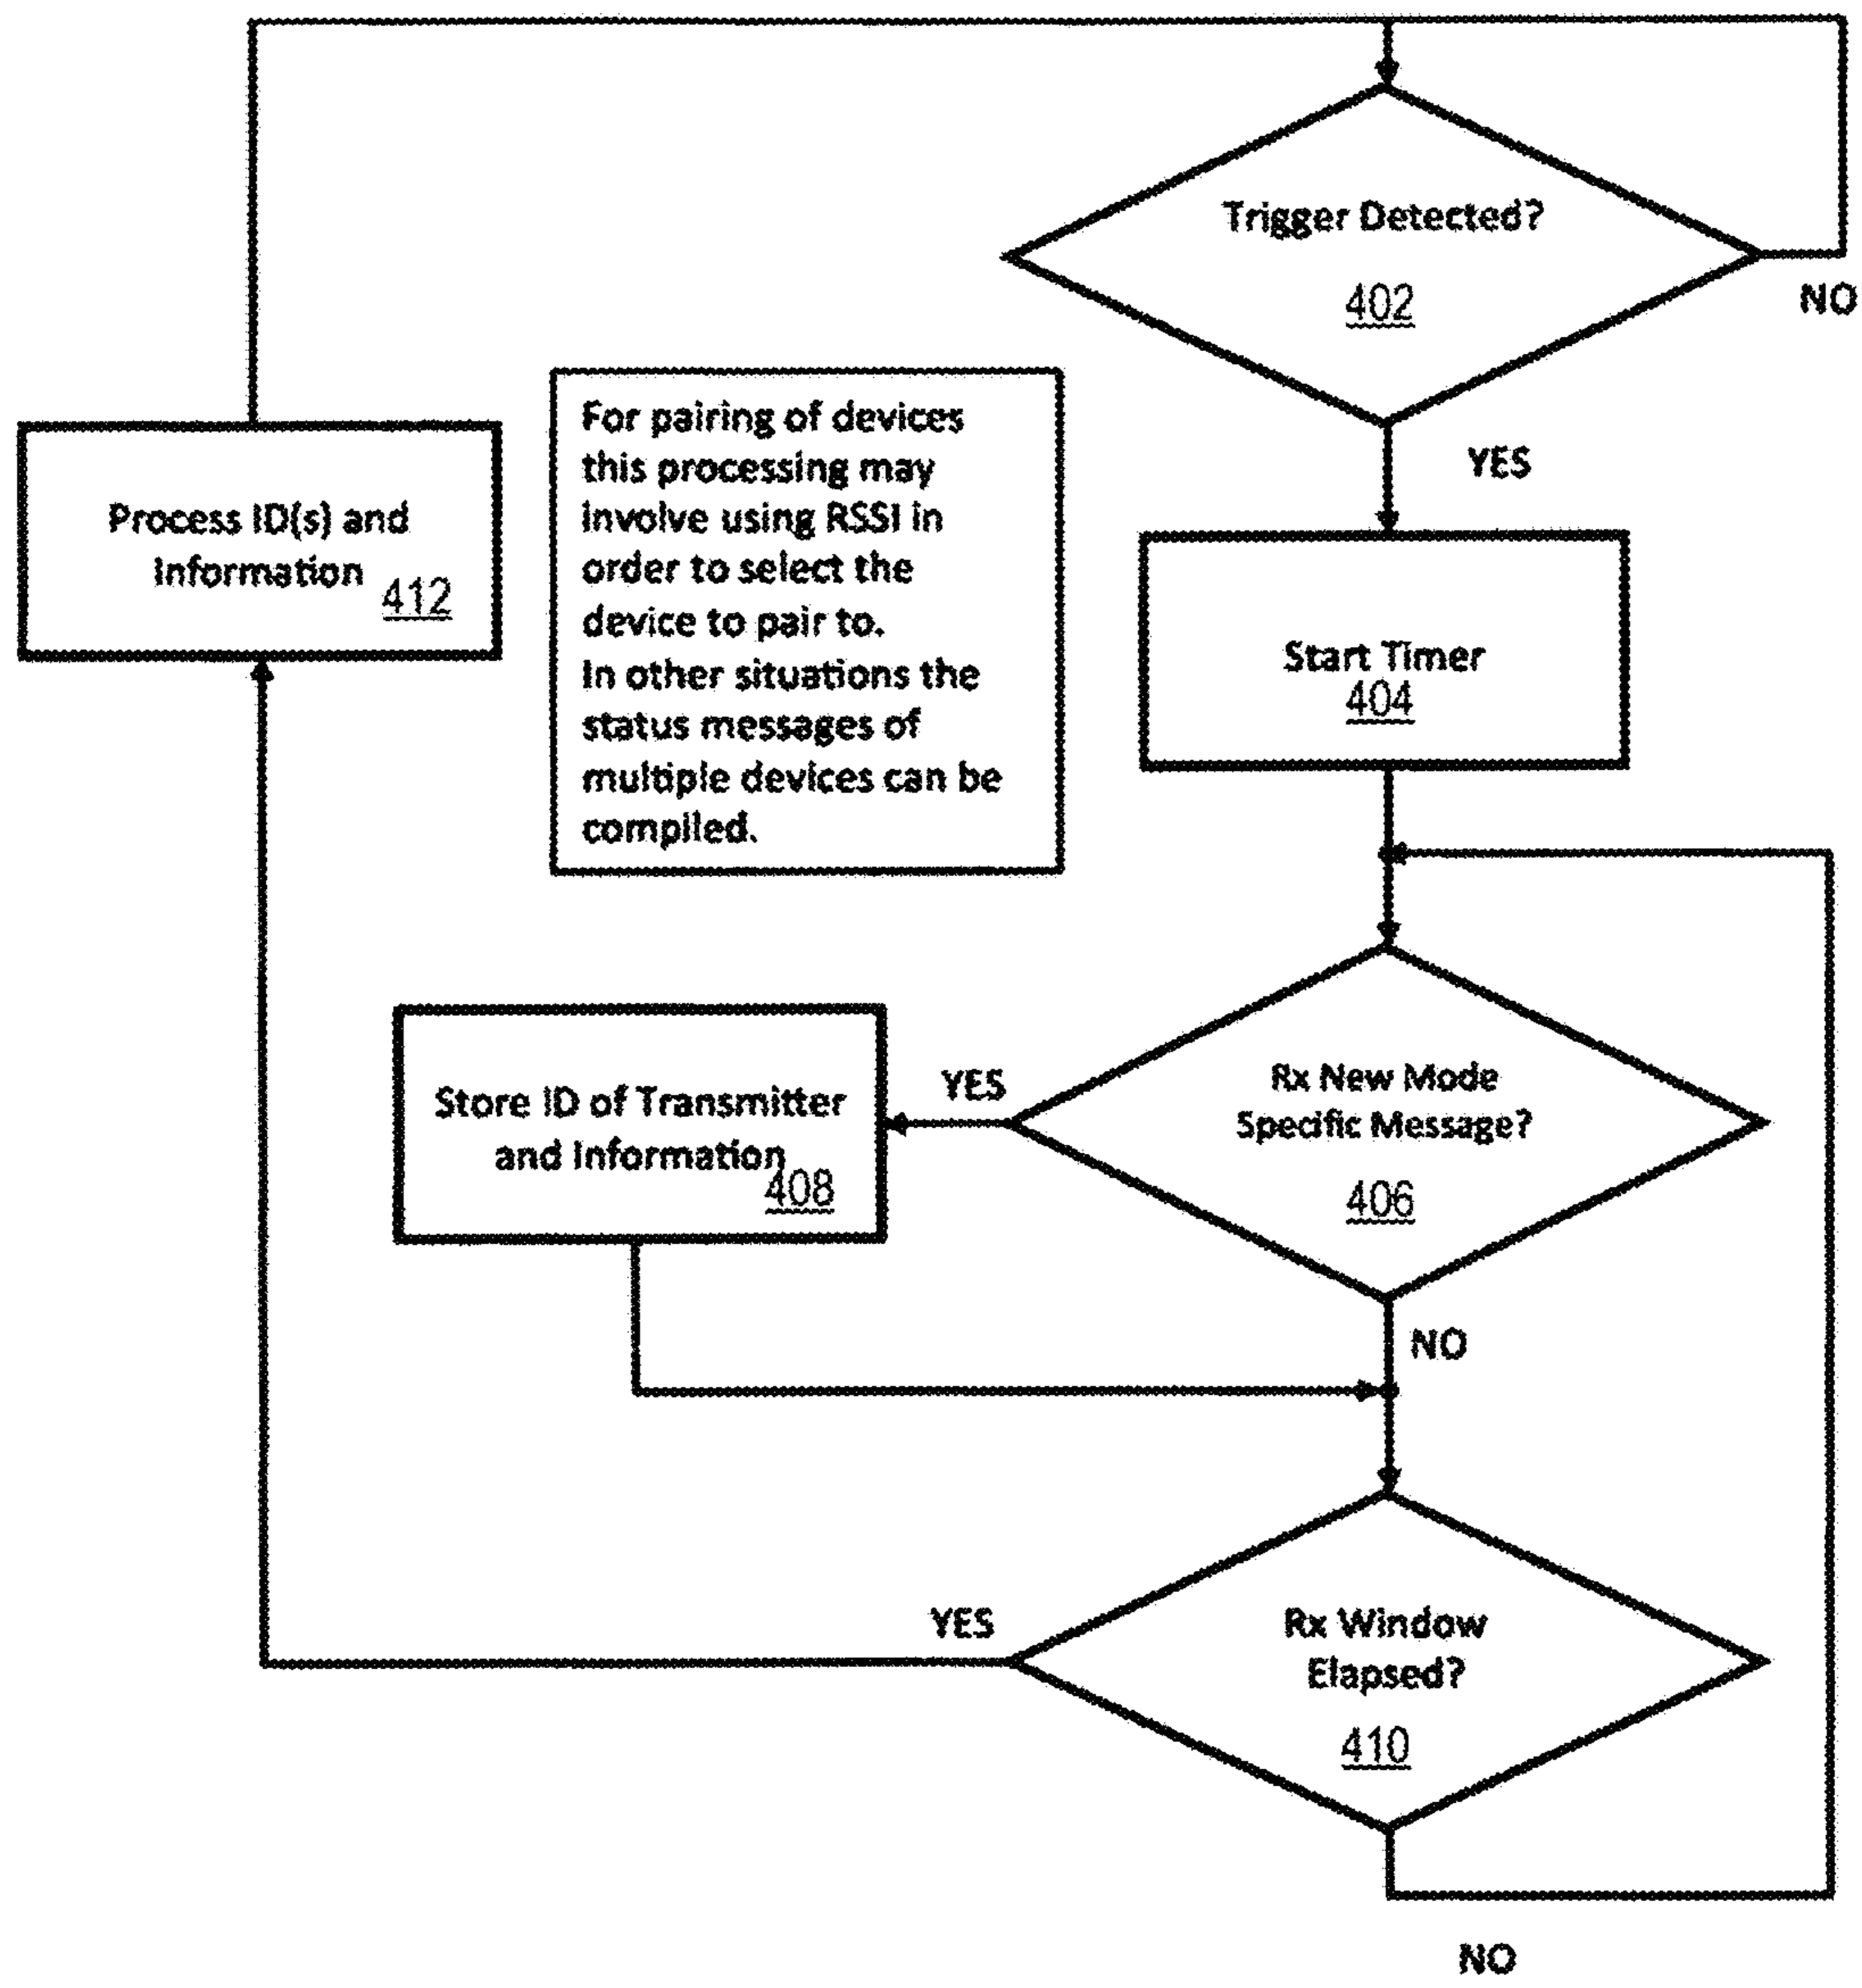 Trigger Detected?
402
NO
YES
For pairing of devices
this processing may
involve using RSSI in
order to select the
device to pair to.
In other situations the
status messages of
multiple devices can be
compiled.
Process ID(s) and
Information
412
Start Timer
404
Rx New Mode
Specific Message?
406
YES
Store ID of Transmitter
and Information
408
NO
Rx Window
Elapsed?
410
YES
NO